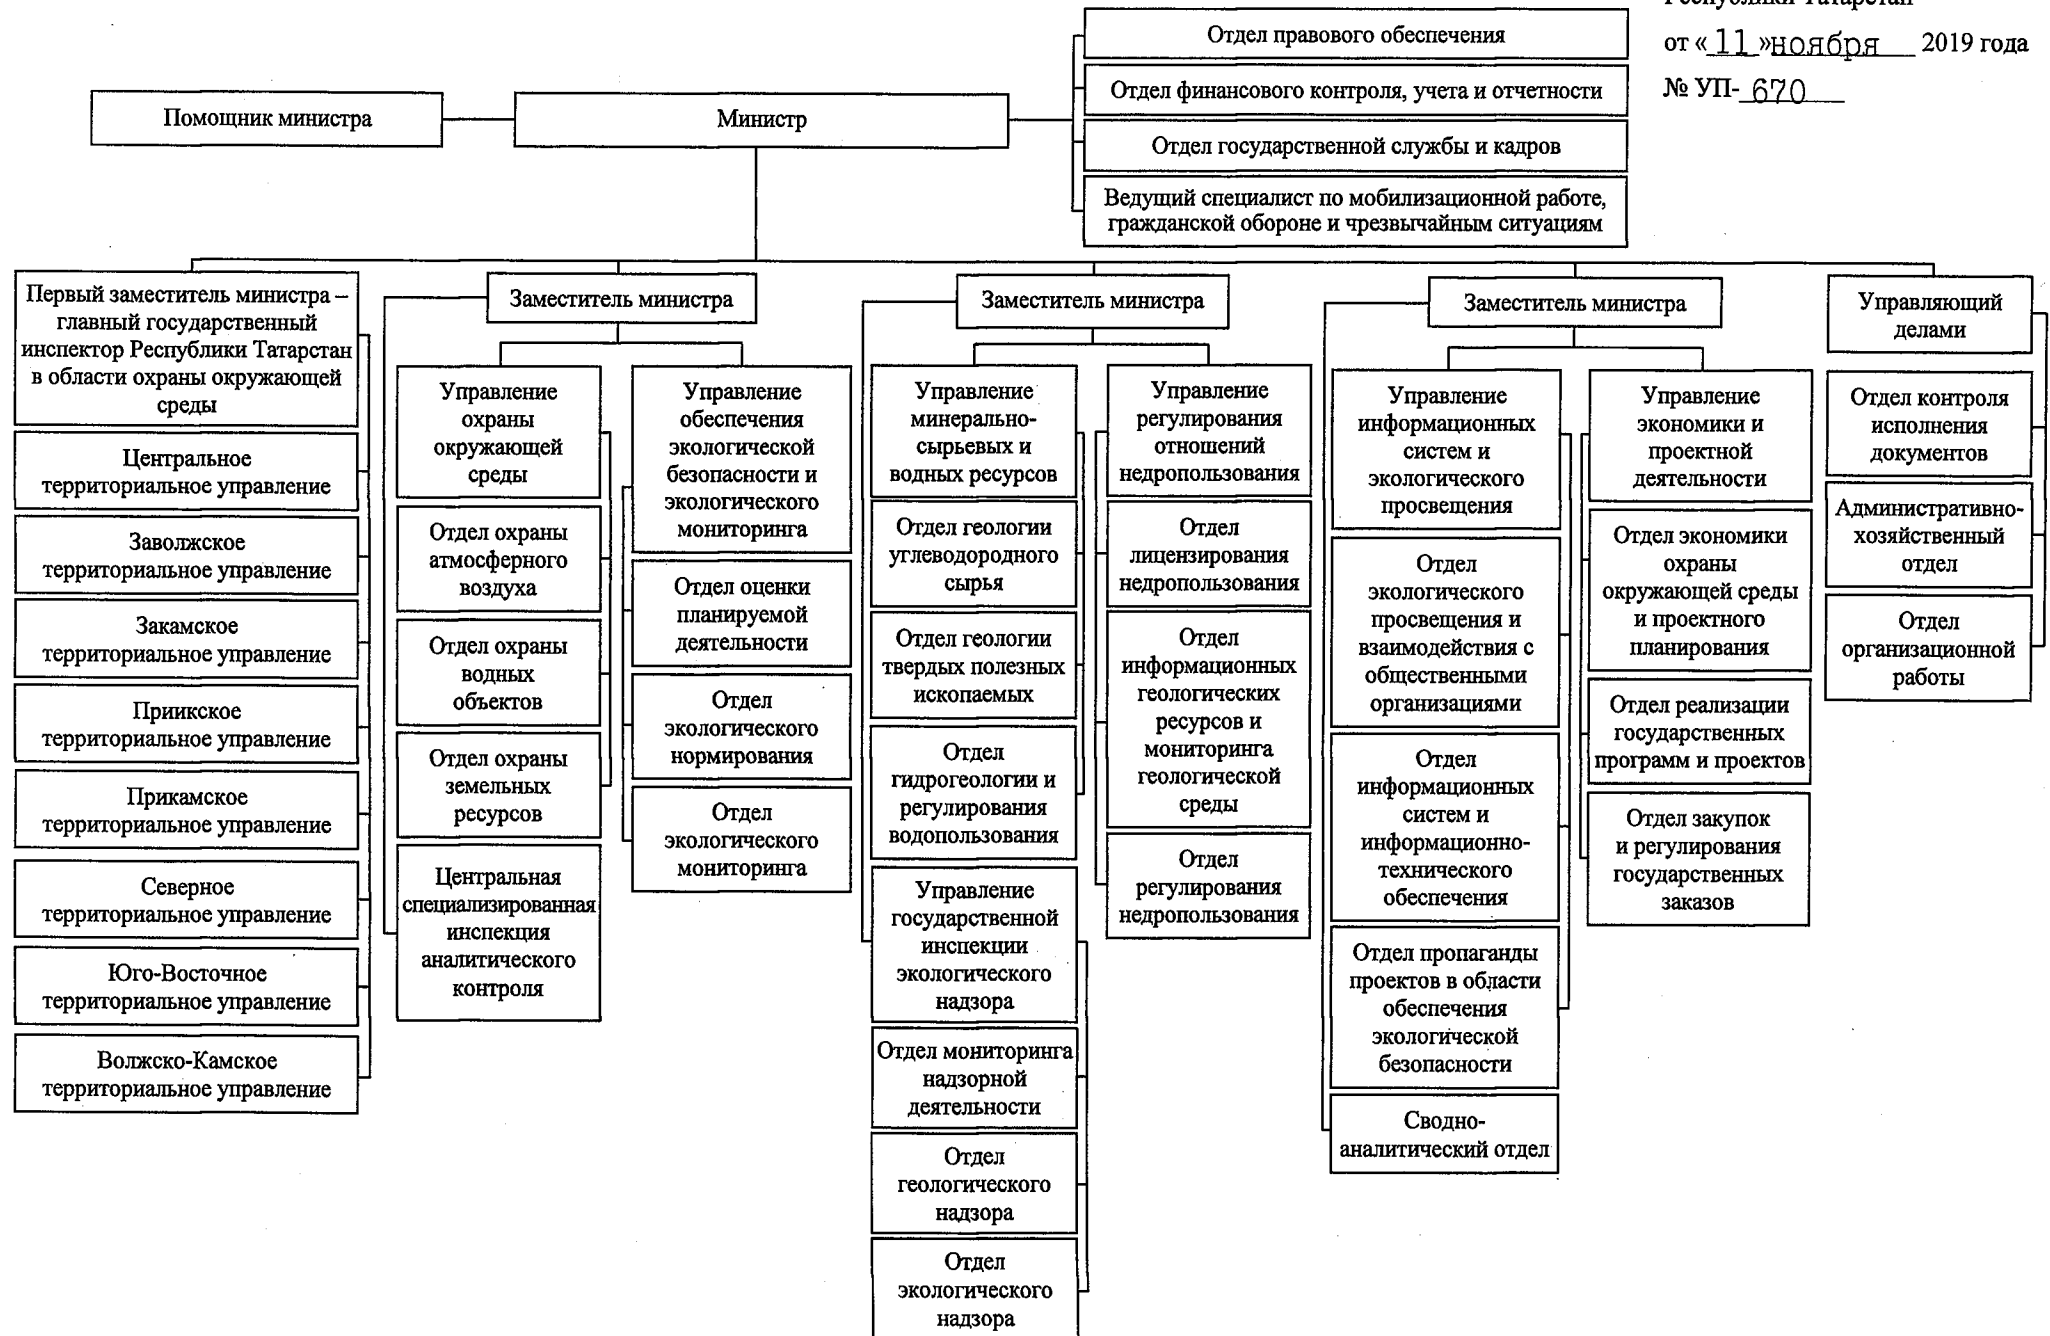 Республики Татарстан
от «11»ноября 2019 года
№ УП-670
Отдел правового обеспечения
Отдел финансового контроля, учета и отчетности
Отдел государственной службы и кадров
Ведущий специалист по мобилизационной работе,
гражданской обороне и чрезвычайным ситуациям
Помощник министра
Министр
Первый заместитель министра –
главный государственный
инспектор Республики Татарстан
в области охраны окружающей
среды
Центральное
территориальное управление
Заволжское
территориальное управление
Закамское
территориальное управление
Приикское
территориальное управление
Прикамское
территориальное управление
Северное
территориальное управление
Юго-Восточное
территориальное управление
Волжско-Камское
территориальное управление
Заместитель министра
Управление
охраны
окружающей
среды
Отдел охраны
атмосферного
воздуха
Отдел охраны
водных
объектов
Отдел охраны
земельных
ресурсов
Центральная
специализированная
инспекция
аналитического
контроля
Управление
обеспечения
экологической
безопасности и
экологического
мониторинга
Отдел оценки
планируемой
деятельности
Отдел
экологического
нормирования
Отдел
экологического
мониторинга
Заместитель министра
Управление
минерально-
сырьевых и
водных ресурсов
Отдел геологии
углеводородного
сырья
Отдел геологии
твердых полезных
ископаемых
Отдел
гидрогеологии и
регулирования
водопользования
Управление
государственной
инспекции
экологического
надзора
Отдел мониторинга
надзорной
деятельности
Отдел
геологического
надзора
Отдел
экологического
надзора
Управление
регулирования
отношений
недропользования
Отдел
лицензирования
недропользования
Отдел
информационных
геологических
ресурсов и
мониторинга
геологической
среды
Отдел
регулирования
недропользования
Заместитель министра
Управление
информационных
систем и
экологического
просвещения
Отдел
экологического
просвещения и
взаимодействия с
общественными
организациями
Отдел
информационных
систем и
информационно-
технического
обеспечения
Отдел пропаганды
проектов в области
обеспечения
экологической
безопасности
Сводно-
аналитический отдел
Управление
экономики и
проектной
деятельности
Отдел экономики
охраны
окружающей среды
и проектного
планирования
Отдел реализации
государственных
программ и проектов
Отдел закупок
и регулирования
государственных
заказов
Управляющий
делами
Отдел контроля
исполнения
документов
Административно-
хозяйственный
отдел
Отдел
организационной
работы